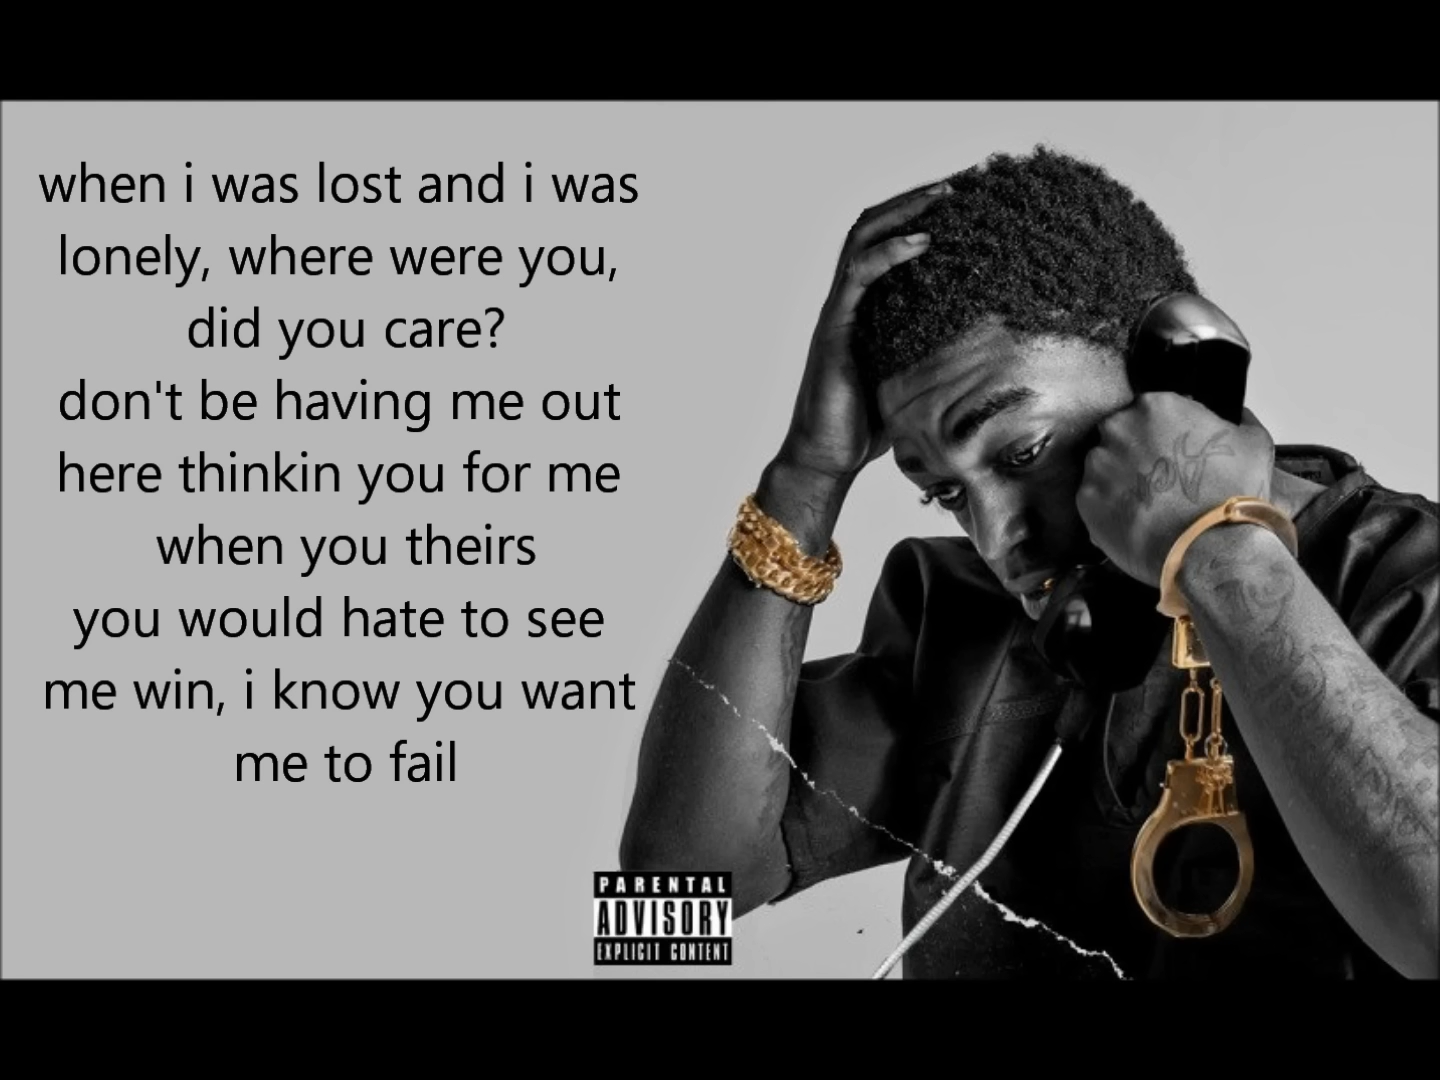 when i was lost and i was
lonely, where were you,
did you care?
don't be having me out
here thinkin you for me
when you theirs
you would hate to see
me win, i know you want
me to fail
PARENTAL
ADVISORY
EXPLICIT CONTENT